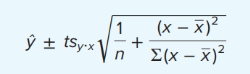 ŷ ± ts_{y·x} √(1/n + (x − x̄)²/Σ(x − x̄)²)